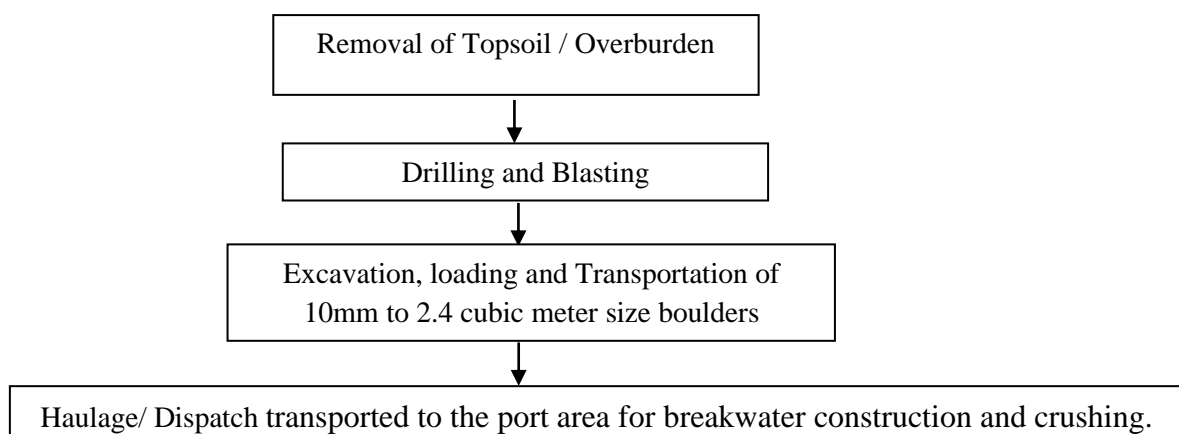 Removal of Topsoil / Overburden
Drilling and Blasting
Excavation, loading and Transportation of
10mm to 2.4 cubic meter size boulders
Haulage/ Dispatch transported to the port area for breakwater construction and crushing.